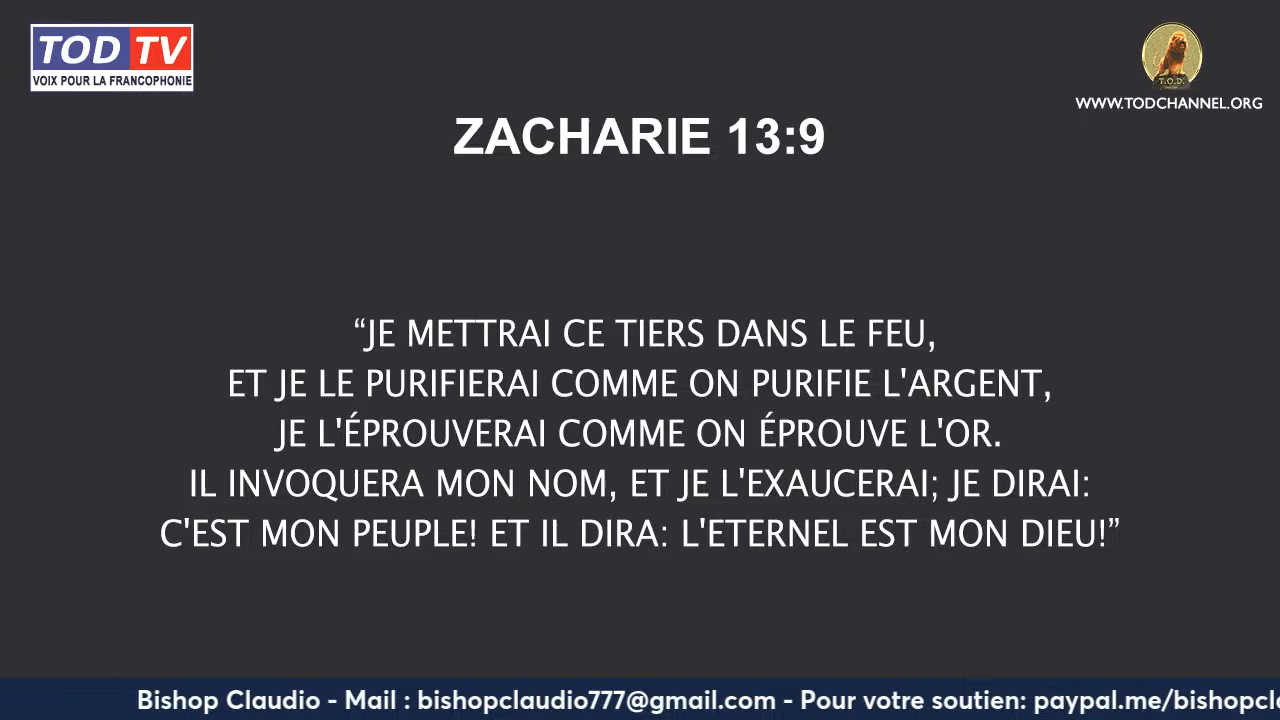 TOD TV
VOIX POUR LA FRANCOPHONIE
T.O.D.
WWW.TODCHANNEL.ORG
ZACHARIE 13:9
“JE METTRAI CE TIERS DANS LE FEU,
ET JE LE PURIFIERAI COMME ON PURIFIE L'ARGENT,
JE L'ÉPROUVERAI COMME ON ÉPROUVE L'OR.
IL INVOQUERA MON NOM, ET JE L'EXAUCERAI; JE DIRAI:
C'EST MON PEUPLE! ET IL DIRA: L'ETERNEL EST MON DIEU!”
Bishop Claudio - Mail : bishopclaudio777@gmail.com - Pour votre soutien: paypal.me/bishopcl